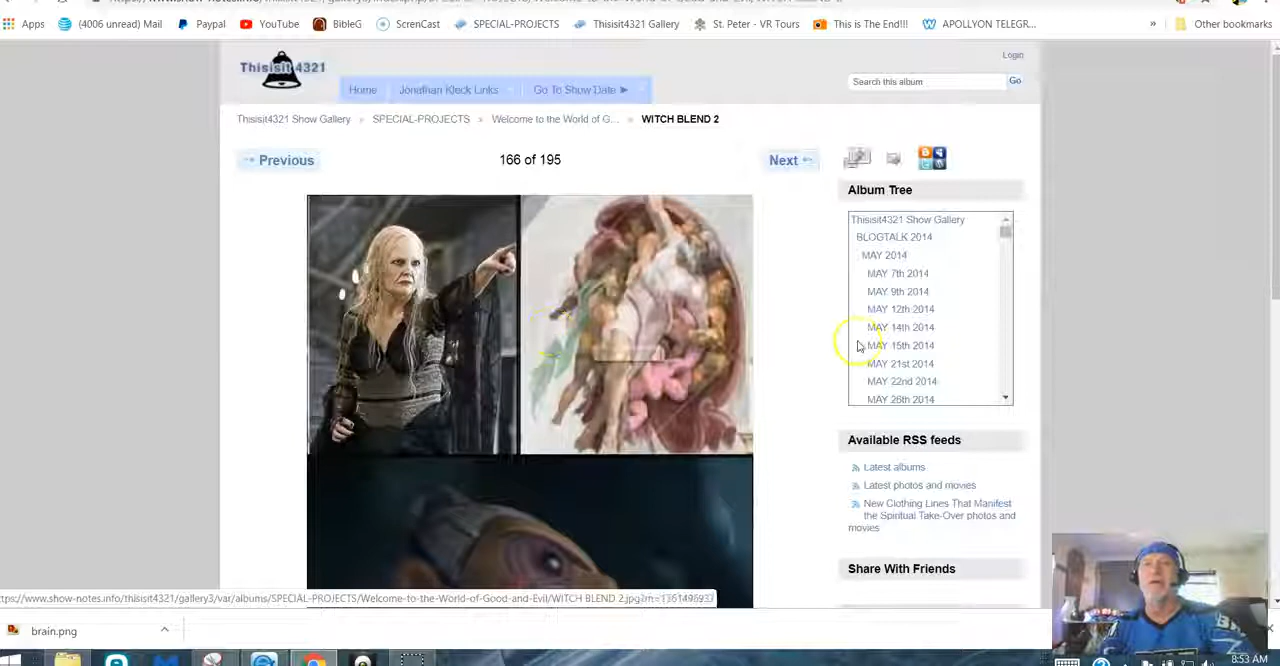 Apps
(4006 unread) Mail
Paypal
YouTube
BibleG
ScrenCast
SPECIAL-PROJECTS
Thisisit4321 Gallery
St. Peter - VR Tours
This is The End!!!
APOLLYON TELEGR...
»
Other bookmarks
Thisisit4321
Login
Home
Jonathan Kleck Links
Go To Show Date ►
Search this album
Go
Thisisit4321 Show Gallery » SPECIAL-PROJECTS » Welcome to the World of G... » WITCH BLEND 2
Previous
166 of 195
Next
Album Tree
Thisisit4321 Show Gallery
BLOGTALK 2014
MAY 2014
MAY 7th 2014
MAY 9th 2014
MAY 12th 2014
MAY 14th 2014
MAY 15th 2014
MAY 21st 2014
MAY 22nd 2014
MAY 26th 2014
Available RSS feeds
Latest albums
Latest photos and movies
New Clothing Lines That Manifest
the Spiritual Take-Over photos and
movies
Share With Friends
ttps://www.show-notes.info/thisisit4321/gallery3/var/albums/SPECIAL-PROJECTS/Welcome-to-the-World-of-Good-and-Evil/WITCH BLEND 2.jpg
brain.png
8:53 AM